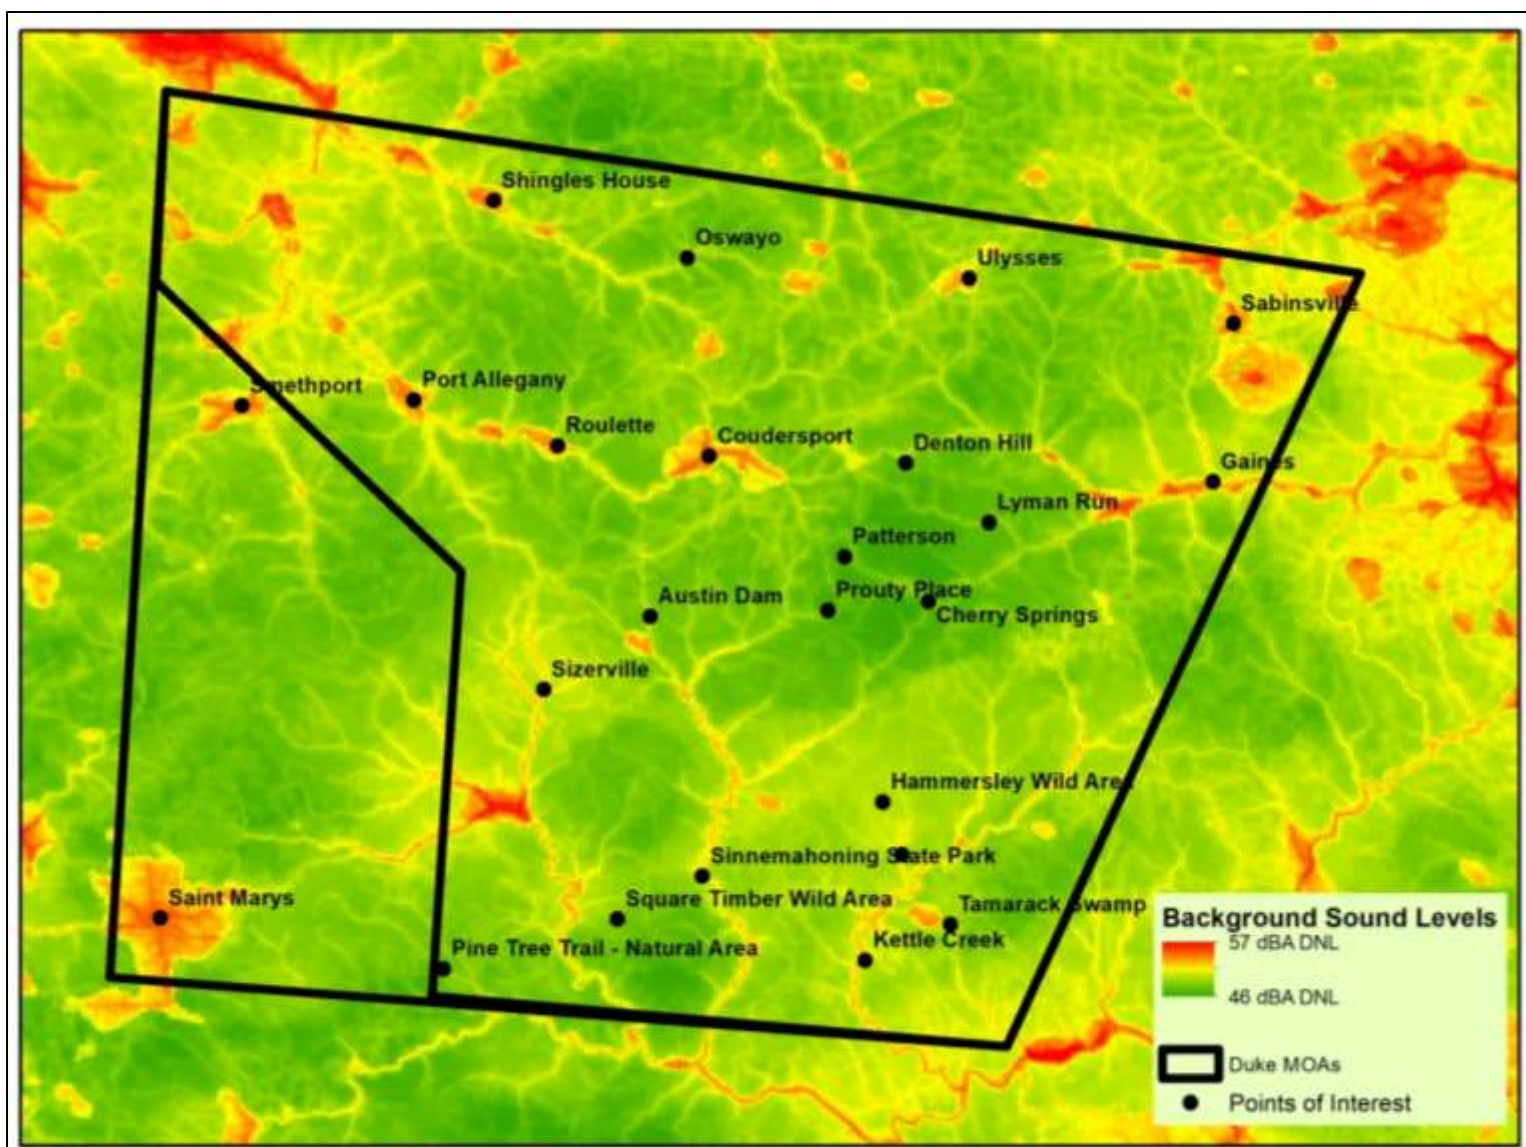 Shingles House
Oswayo
Ulysses
Sabinsville
Smethport
Port Allegany
Roulette
Coudersport
Denton Hill
Gaines
Lyman Run
Patterson
Austin Dam
Prouty Place
Cherry Springs
Sizerville
Hammersley Wild Area
Sinnemahoning State Park
Saint Marys
Square Timber Wild Area
Tamarack Swamp
Pine Tree Trail - Natural Area
Kettle Creek
Background Sound Levels
57 dBA DNL
46 dBA DNL
Duke MOAs
Points of Interest